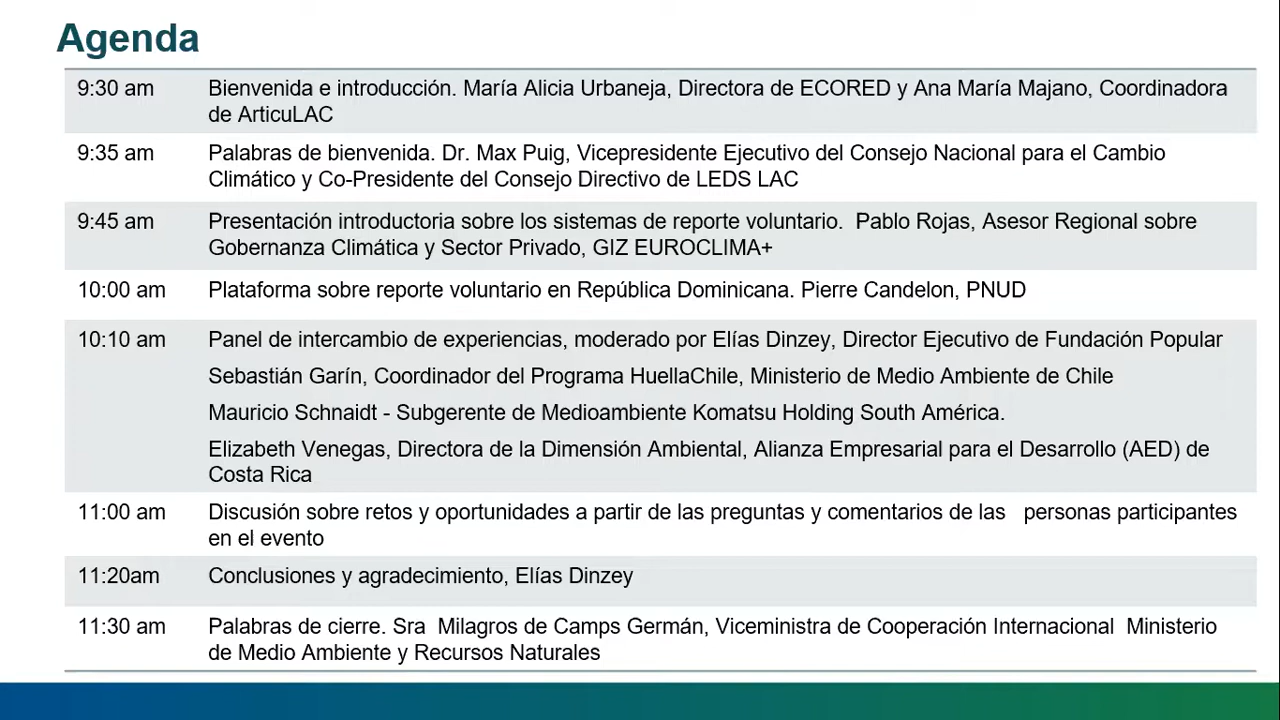 Agenda
9:30 am Bienvenida e introducción. María Alicia Urbaneja, Directora de ECORED y Ana María Majano, Coordinadora
de ArticuLAC
9:35 am Palabras de bienvenida. Dr. Max Puig, Vicepresidente Ejecutivo del Consejo Nacional para el Cambio
Climático y Co-Presidente del Consejo Directivo de LEDS LAC
9:45 am Presentación introductoria sobre los sistemas de reporte voluntario. Pablo Rojas, Asesor Regional sobre
Gobernanza Climática y Sector Privado, GIZ EUROCLIMA+
10:00 am Plataforma sobre reporte voluntario en República Dominicana. Pierre Candelon, PNUD
10:10 am Panel de intercambio de experiencias, moderado por Elías Dinzey, Director Ejecutivo de Fundación Popular
Sebastián Garín, Coordinador del Programa HuellaChile, Ministerio de Medio Ambiente de Chile
Mauricio Schnaidt - Subgerente de Medioambiente Komatsu Holding South América.
Elizabeth Venegas, Directora de la Dimensión Ambiental, Alianza Empresarial para el Desarrollo (AED) de
Costa Rica
11:00 am Discusión sobre retos y oportunidades a partir de las preguntas y comentarios de las personas participantes
en el evento
11:20am Conclusiones y agradecimiento, Elías Dinzey
11:30 am Palabras de cierre. Sra Milagros de Camps Germán, Viceministra de Cooperación Internacional Ministerio
de Medio Ambiente y Recursos Naturales